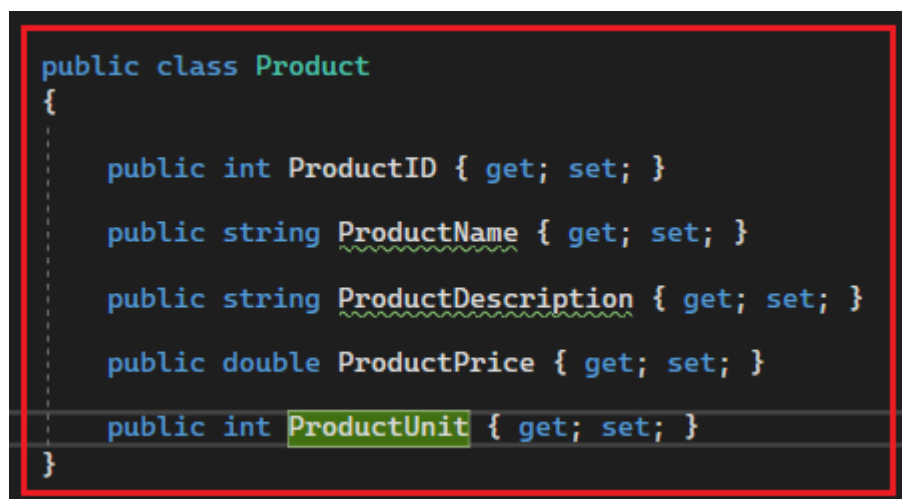 public class Product
{
public int ProductID { get; set; }
public string ProductName { get; set; }
public string ProductDescription { get; set; }
public double ProductPrice { get; set; }
public int ProductUnit { get; set; }
}